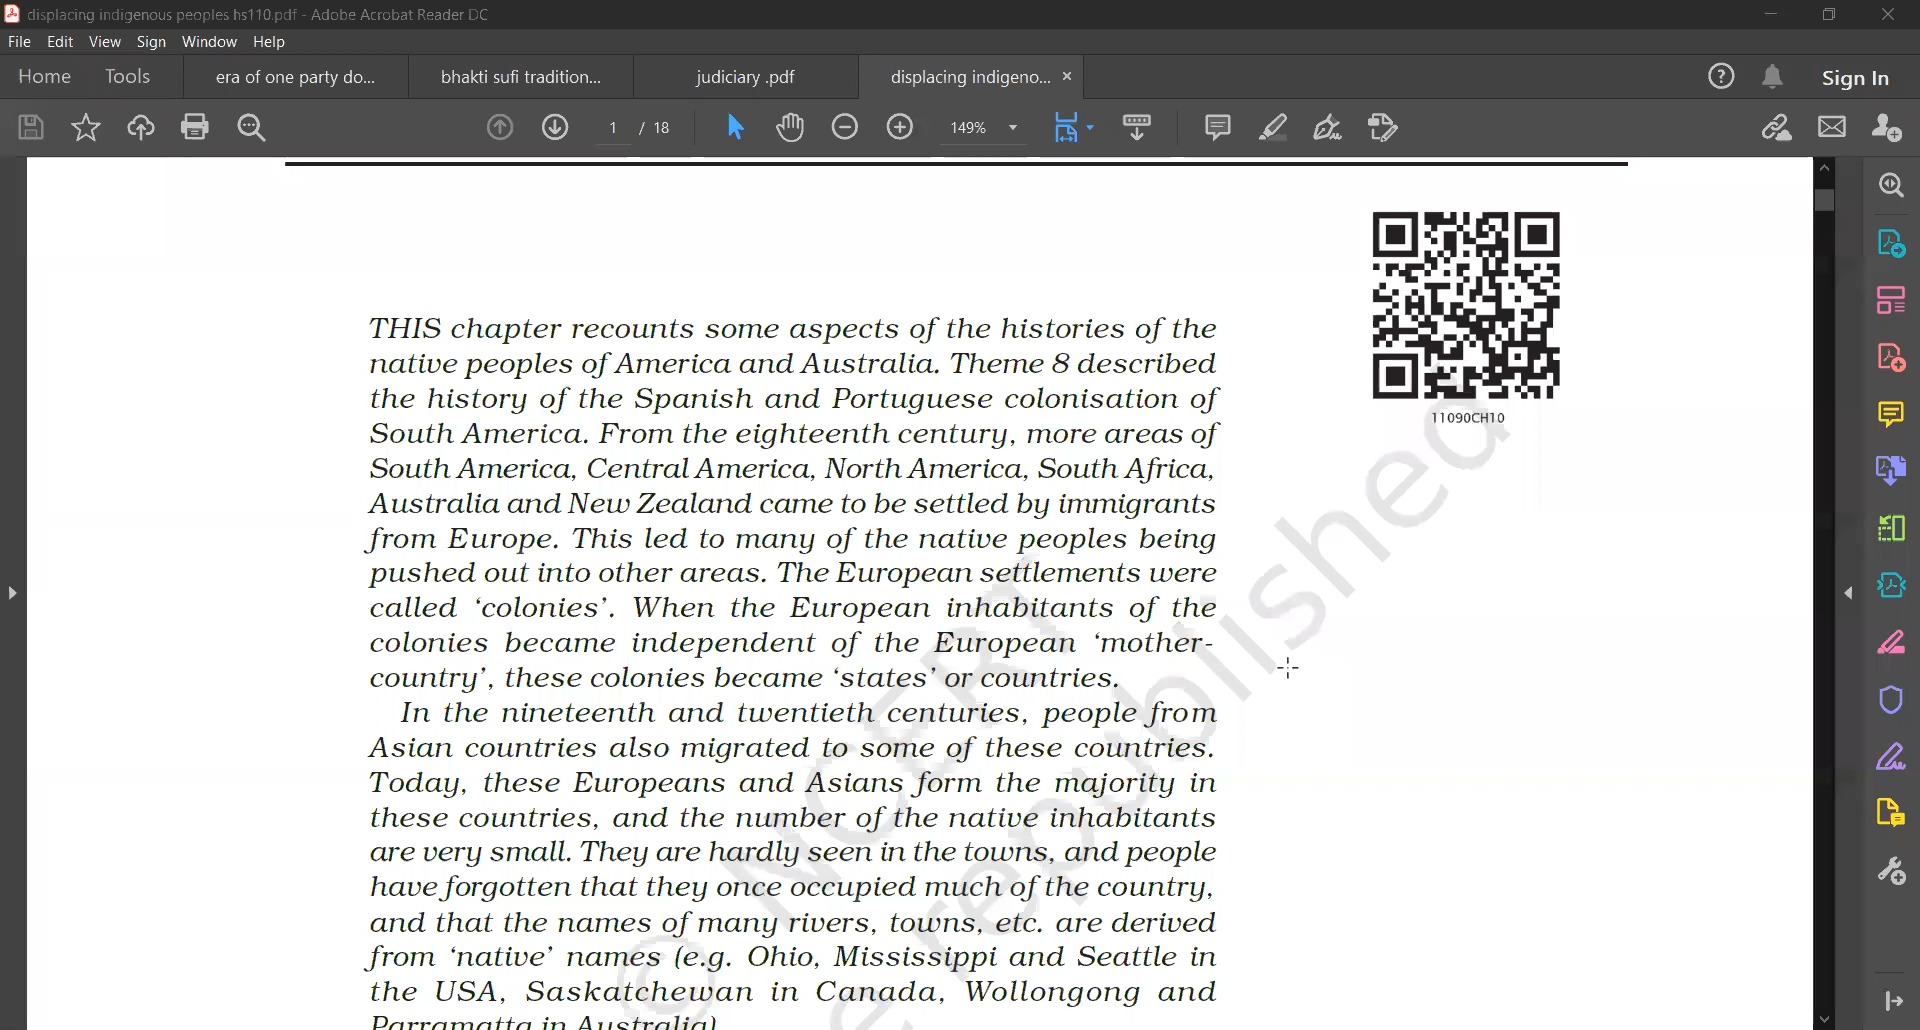 displacing indigenous peoples hs110.pdf - Adobe Acrobat Reader DC
File Edit View Sign Window Help
Home Tools era of one party do... bhakti sufi tradition... judiciary .pdf displacing indigeno... × Sign In
1 / 18 149%
11090CH10
THIS chapter recounts some aspects of the histories of the
native peoples of America and Australia. Theme 8 described
the history of the Spanish and Portuguese colonisation of
South America. From the eighteenth century, more areas of
South America, Central America, North America, South Africa,
Australia and New Zealand came to be settled by immigrants
from Europe. This led to many of the native peoples being
pushed out into other areas. The European settlements were
called ‘colonies’. When the European inhabitants of the
colonies became independent of the European ‘mother-
country’, these colonies became ‘states’ or countries.
In the nineteenth and twentieth centuries, people from
Asian countries also migrated to some of these countries.
Today, these Europeans and Asians form the majority in
these countries, and the number of the native inhabitants
are very small. They are hardly seen in the towns, and people
have forgotten that they once occupied much of the country,
and that the names of many rivers, towns, etc. are derived
from ‘native’ names (e.g. Ohio, Mississippi and Seattle in
the USA, Saskatchewan in Canada, Wollongong and
Parramatta in Australia).
© NCERT
e republished